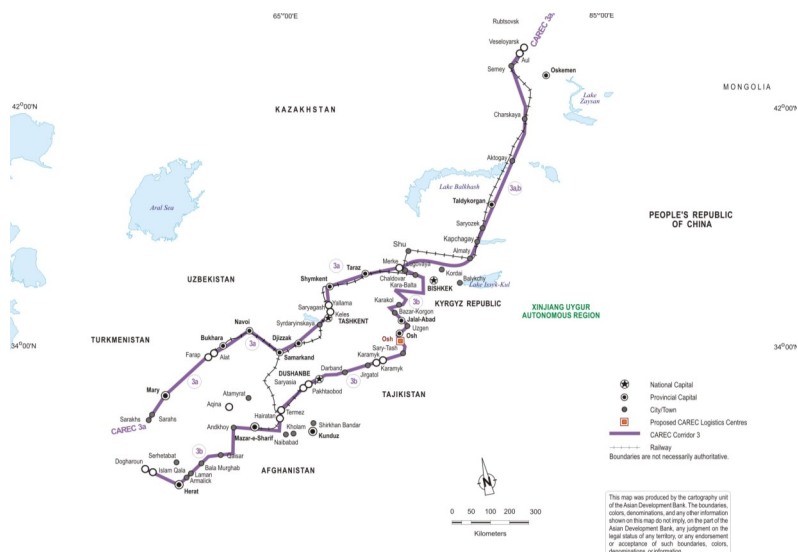 65°00'E
85°00'E
Rubtsovsk
CAREC 3a,
Veseloyarsk
Aul
Semey
Oskemen
MONGOLIA
Lake
Zaysan
42°00'N
42°00'N
KAZAKHSTAN
Charskaya
Aktogay
Lake Balkhash
3a,b
Taldykorgan
Aral Sea
PEOPLE'S REPUBLIC
OF CHINA
Saryozek
Kapchagay
Shu
Almaty
Merke
3a
Taraz
Kordai
UZBEKISTAN
Chaldovar
Balykchy
Shymkent
Kara-Balta
BISHKEK
Lake Issyk-Kul
3b
KYRGYZ REPUBLIC
Saryagash
Yallama
Karakol
XINJIANG UYGUR
AUTONOMOUS REGION
Keles
Bazar-Korgon
TASHKENT
Jalal-Abad
Syrdaryinskaya
Uzgen
Navoi
Osh
Osh
TURKMENISTAN
Djizzak
34°00'N
34°00'N
Bukhara
3a
Sary-Tash
Farap
Alat
Samarkand
Karamyk
Darband
Karamyk
DUSHANBE
Jirgatol
3b
Saryasia
Pakhtaobod
National Capital
Mary
3a
TAJIKISTAN
Provincial Capital
Atamyrat
City/Town
Aqina
Termez
Sarakhs
Sarahs
Hairatan
Proposed CAREC Logistics Centres
CAREC 3a
Shirkhan Bandar
CAREC Corridor 3
Andkhoy
Kholam
Mazar-e-Sharif
Kunduz
Railway
Naibabad
Boundaries are not necessarily authoritative.
3b
Serhetabat
Qaisar
Dogharoun
AFGHANISTAN
Bala Murghab
Islam Qala
Laman
Armalick
Herat
N
This map was produced by the cartography unit
of the Asian Development Bank. The boundaries,
colors, denominations, and any other information
shown on this map do not imply, on the part of the
Asian Development Bank, any judgment on the
legal status of any territory, or any endorsement
or acceptance of such boundaries, colors,
denominations, or information.
0 50 100 200 300
Kilometers